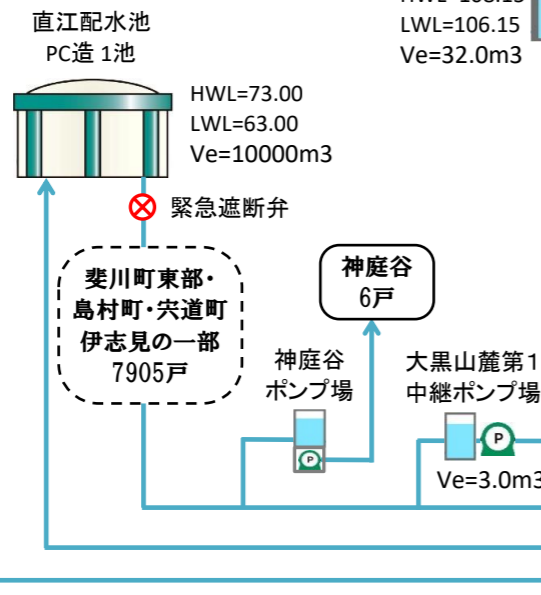 直江配水池
PC造 1池
HWL=73.00
LWL=63.00
Ve=10000m3
LWL=106.15
Ve=32.0m3
緊急遮断弁
斐川町東部・
島村町・宍道町
伊志見の一部
7905戸
神庭谷
6戸
神庭谷
ポンプ場
P
大黒山麓第1
中継ポンプ場
P
Ve=3.0m3